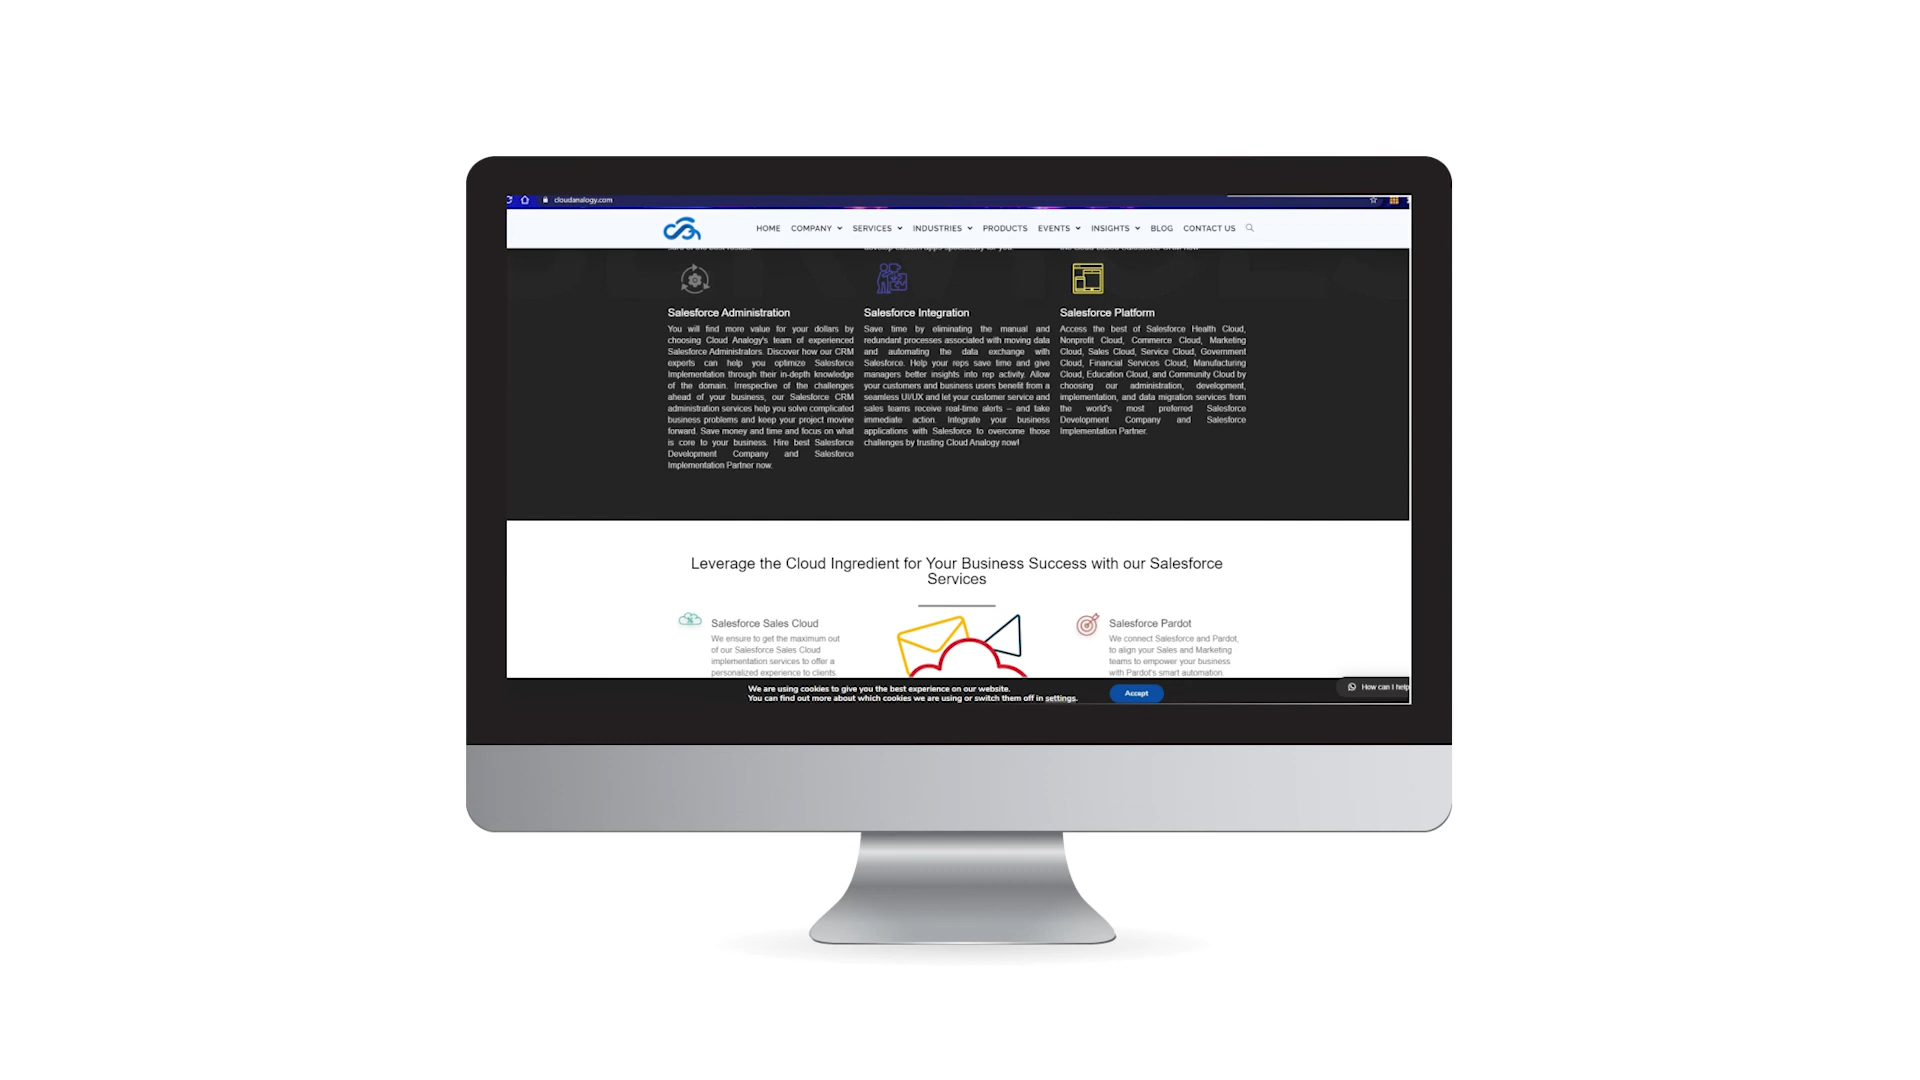 cloudanalogy.com
HOME COMPANY SERVICES INDUSTRIES PRODUCTS EVENTS INSIGHTS BLOG CONTACT US
Salesforce Administration
You will find more value for your dollars by
choosing Cloud Analogy's team of experienced
Salesforce Administrators. Discover how our CRM
experts can help you optimize Salesforce
Implementation through their in-depth knowledge
of the domain. Irrespective of the challenges
ahead of your business, our Salesforce CRM
administration services help you solve complicated
business problems and keep your project moving
forward. Save money and time and focus on what
is core to your business. Hire best Salesforce
Development Company and Salesforce
Implementation Partner now.
Salesforce Integration
Save time by eliminating the manual and
redundant processes associated with moving data
and automating the data exchange with
Salesforce. Help your reps save time and give
managers better insights into rep activity. Allow
your customers and business users benefit from a
seamless UI/UX and let your customer service and
sales teams receive real-time alerts – and take
immediate action. Integrate your business
applications with Salesforce to overcome those
challenges by trusting Cloud Analogy now!
Salesforce Platform
Access the best of Salesforce Health Cloud,
Nonprofit Cloud, Commerce Cloud, Marketing
Cloud, Sales Cloud, Service Cloud, Government
Cloud, Financial Services Cloud, Manufacturing
Cloud, Education Cloud, and Community Cloud by
choosing our administration, development,
implementation, and data migration services from
the world's most preferred Salesforce
Development Company and Salesforce
Implementation Partner.
Leverage the Cloud Ingredient for Your Business Success with our Salesforce
Services
Salesforce Sales Cloud
We ensure to get the maximum out
of our Salesforce Sales Cloud
implementation services to offer a
personalized experience to clients
Salesforce Pardot
We connect Salesforce and Pardot,
to align your Sales and Marketing
teams to empower your business
with Pardot's smart automation
We are using cookies to give you the best experience on our website.
You can find out more about which cookies we are using or switch them off in settings.
Accept
How can I help